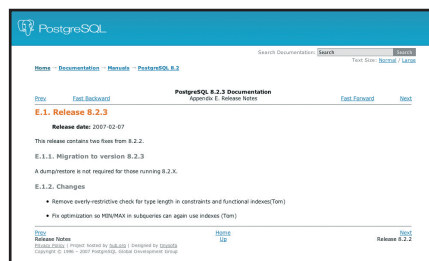 PostgreSQL
Search Documentation: Search Search
Text Size: Normal / Large
Home → Documentation → Manuals → PostgreSQL 8.2
PostgreSQL 8.2.3 Documentation
Prev Fast Backward Appendix E. Release Notes Fast Forward Next
E.1. Release 8.2.3
Release date: 2007-02-07
This release contains two fixes from 8.2.2.
E.1.1. Migration to version 8.2.3
A dump/restore is not required for those running 8.2.X.
E.1.2. Changes
• Remove overly-restrictive check for type length in constraints and functional indexes(Tom)
• Fix optimization so MIN/MAX in subqueries can again use indexes (Tom)
Prev Home Next
Release Notes Up Release 8.2.2
Privacy Policy | Project hosted by hub.org | Designed by tinysofa
Copyright © 1996 – 2007 PostgreSQL Global Development Group